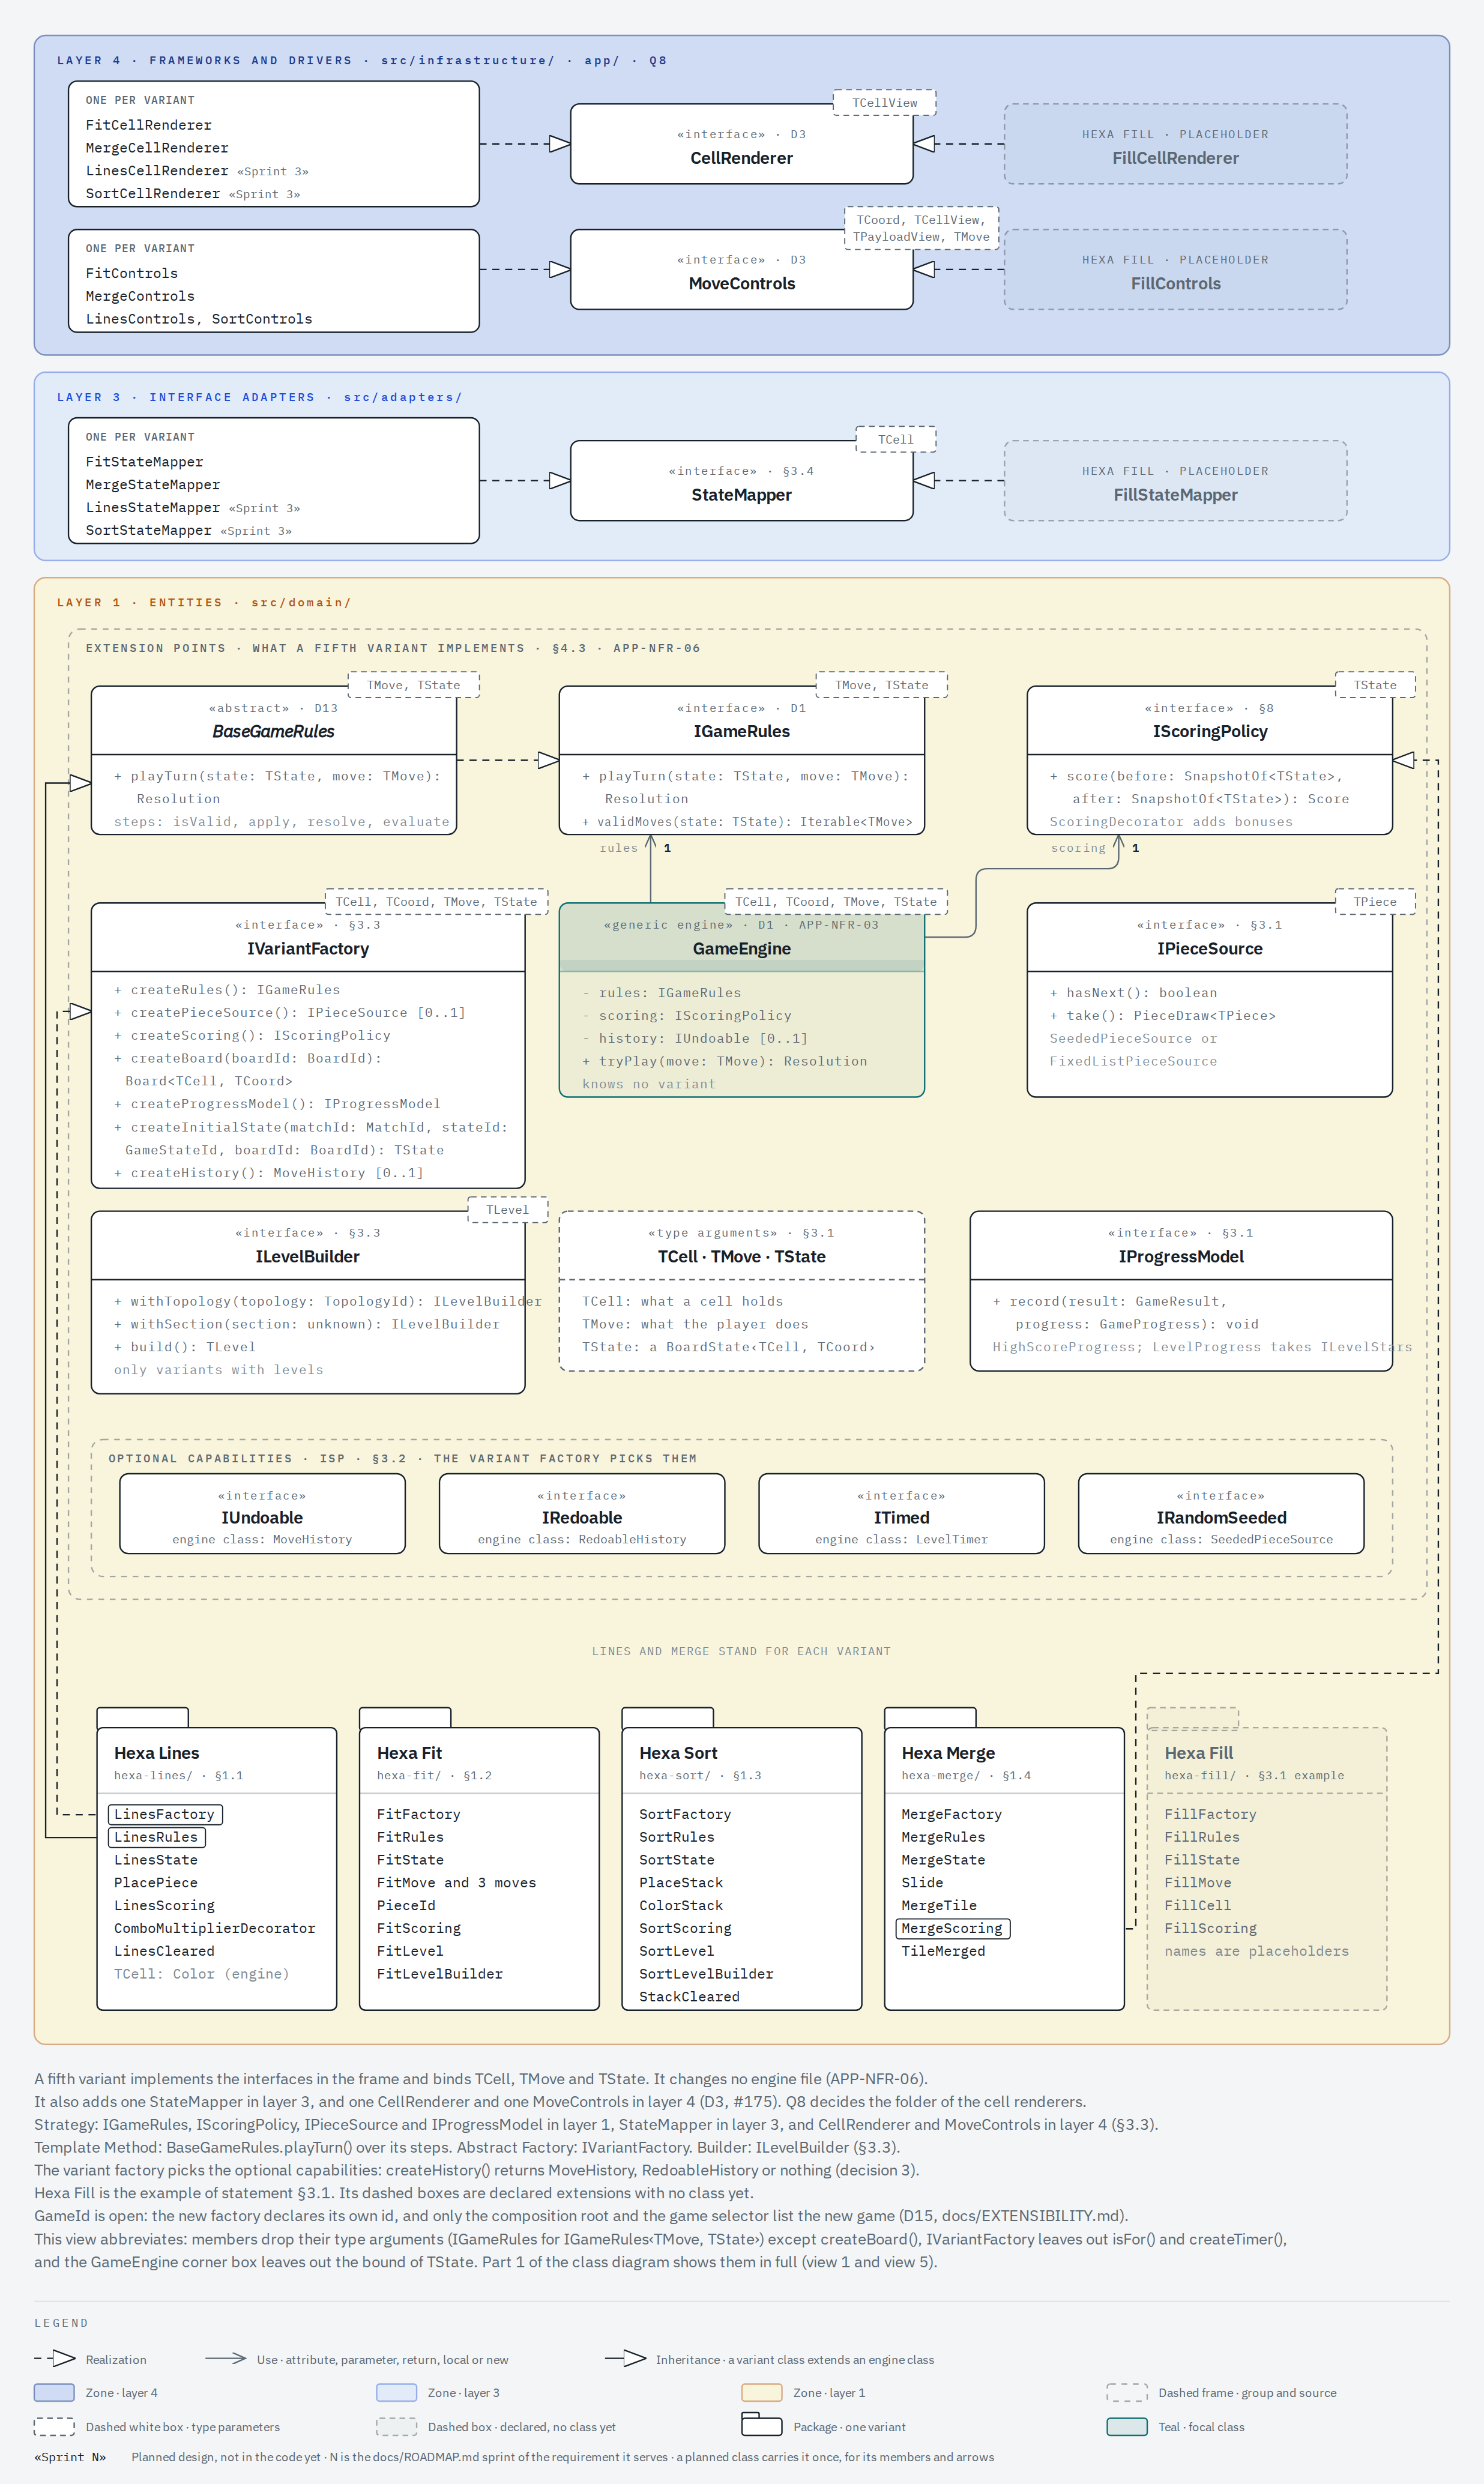 LAYER 4 · FRAMEWORKS AND DRIVERS · src/infrastructure/ · app/ · Q8
ONE PER VARIANT
FitCellRenderer
MergeCellRenderer
LinesCellRenderer «Sprint 3»
SortCellRenderer «Sprint 3»
TCellView
«interface» · D3
CellRenderer
HEXA FILL · PLACEHOLDER
FillCellRenderer
ONE PER VARIANT
FitControls
MergeControls
LinesControls, SortControls
TCoord, TCellView,
TPayloadView, TMove
«interface» · D3
MoveControls
HEXA FILL · PLACEHOLDER
FillControls
LAYER 3 · INTERFACE ADAPTERS · src/adapters/
ONE PER VARIANT
FitStateMapper
MergeStateMapper
LinesStateMapper «Sprint 3»
SortStateMapper «Sprint 3»
TCell
«interface» · §3.4
StateMapper
HEXA FILL · PLACEHOLDER
FillStateMapper
LAYER 1 · ENTITIES · src/domain/
EXTENSION POINTS · WHAT A FIFTH VARIANT IMPLEMENTS · §4.3 · APP-NFR-06
TMove, TState
«abstract» · D13
BaseGameRules
+ playTurn(state: TState, move: TMove):
Resolution
steps: isValid, apply, resolve, evaluate
TMove, TState
«interface» · D1
IGameRules
+ playTurn(state: TState, move: TMove):
Resolution
+ validMoves(state: TState): Iterable<TMove>
TState
«interface» · §8
IScoringPolicy
+ score(before: SnapshotOf<TState>,
after: SnapshotOf<TState>): Score
ScoringDecorator adds bonuses
rules 1
scoring 1
TCell, TCoord, TMove, TState
«interface» · §3.3
IVariantFactory
+ createRules(): IGameRules
+ createPieceSource(): IPieceSource [0..1]
+ createScoring(): IScoringPolicy
+ createBoard(boardId: BoardId):
Board<TCell, TCoord>
+ createProgressModel(): IProgressModel
+ createInitialState(matchId: MatchId, stateId:
GameStateId, boardId: BoardId): TState
+ createHistory(): MoveHistory [0..1]
TCell, TCoord, TMove, TState
«generic engine» · D1 · APP-NFR-03
GameEngine
- rules: IGameRules
- scoring: IScoringPolicy
- history: IUndoable [0..1]
+ tryPlay(move: TMove): Resolution
knows no variant
TPiece
«interface» · §3.1
IPieceSource
+ hasNext(): boolean
+ take(): PieceDraw<TPiece>
SeededPieceSource or
FixedListPieceSource
TLevel
«interface» · §3.3
ILevelBuilder
+ withTopology(topology: TopologyId): ILevelBuilder
+ withSection(section: unknown): ILevelBuilder
+ build(): TLevel
only variants with levels
«type arguments» · §3.1
TCell · TMove · TState
TCell: what a cell holds
TMove: what the player does
TState: a BoardState‹TCell, TCoord›
«interface» · §3.1
IProgressModel
+ record(result: GameResult,
progress: GameProgress): void
HighScoreProgress; LevelProgress takes ILevelStars
OPTIONAL CAPABILITIES · ISP · §3.2 · THE VARIANT FACTORY PICKS THEM
«interface»
IUndoable
engine class: MoveHistory
«interface»
IRedoable
engine class: RedoableHistory
«interface»
ITimed
engine class: LevelTimer
«interface»
IRandomSeeded
engine class: SeededPieceSource
LINES AND MERGE STAND FOR EACH VARIANT
Hexa Lines
hexa-lines/ · §1.1
LinesFactory
LinesRules
LinesState
PlacePiece
LinesScoring
ComboMultiplierDecorator
LinesCleared
TCell: Color (engine)
Hexa Fit
hexa-fit/ · §1.2
FitFactory
FitRules
FitState
FitMove and 3 moves
PieceId
FitScoring
FitLevel
FitLevelBuilder
Hexa Sort
hexa-sort/ · §1.3
SortFactory
SortRules
SortState
PlaceStack
ColorStack
SortScoring
SortLevel
SortLevelBuilder
StackCleared
Hexa Merge
hexa-merge/ · §1.4
MergeFactory
MergeRules
MergeState
Slide
MergeTile
MergeScoring
TileMerged
Hexa Fill
hexa-fill/ · §3.1 example
FillFactory
FillRules
FillState
FillMove
FillCell
FillScoring
names are placeholders
A fifth variant implements the interfaces in the frame and binds TCell, TMove and TState. It changes no engine file (APP-NFR-06).
It also adds one StateMapper in layer 3, and one CellRenderer and one MoveControls in layer 4 (D3, #175). Q8 decides the folder of the cell renderers.
Strategy: IGameRules, IScoringPolicy, IPieceSource and IProgressModel in layer 1, StateMapper in layer 3, and CellRenderer and MoveControls in layer 4 (§3.3).
Template Method: BaseGameRules.playTurn() over its steps. Abstract Factory: IVariantFactory. Builder: ILevelBuilder (§3.3).
The variant factory picks the optional capabilities: createHistory() returns MoveHistory, RedoableHistory or nothing (decision 3).
Hexa Fill is the example of statement §3.1. Its dashed boxes are declared extensions with no class yet.
GameId is open: the new factory declares its own id, and only the composition root and the game selector list the new game (D15, docs/EXTENSIBILITY.md).
This view abbreviates: members drop their type arguments (IGameRules for IGameRules‹TMove, TState›) except createBoard(), IVariantFactory leaves out isFor() and createTimer(),
and the GameEngine corner box leaves out the bound of TState. Part 1 of the class diagram shows them in full (view 1 and view 5).
LEGEND
Realization
Use · attribute, parameter, return, local or new
Inheritance · a variant class extends an engine class
Zone · layer 4
Zone · layer 3
Zone · layer 1
Dashed frame · group and source
Dashed white box · type parameters
Dashed box · declared, no class yet
Package · one variant
Teal · focal class
«Sprint N» Planned design, not in the code yet · N is the docs/ROADMAP.md sprint of the requirement it serves · a planned class carries it once, for its members and arrows